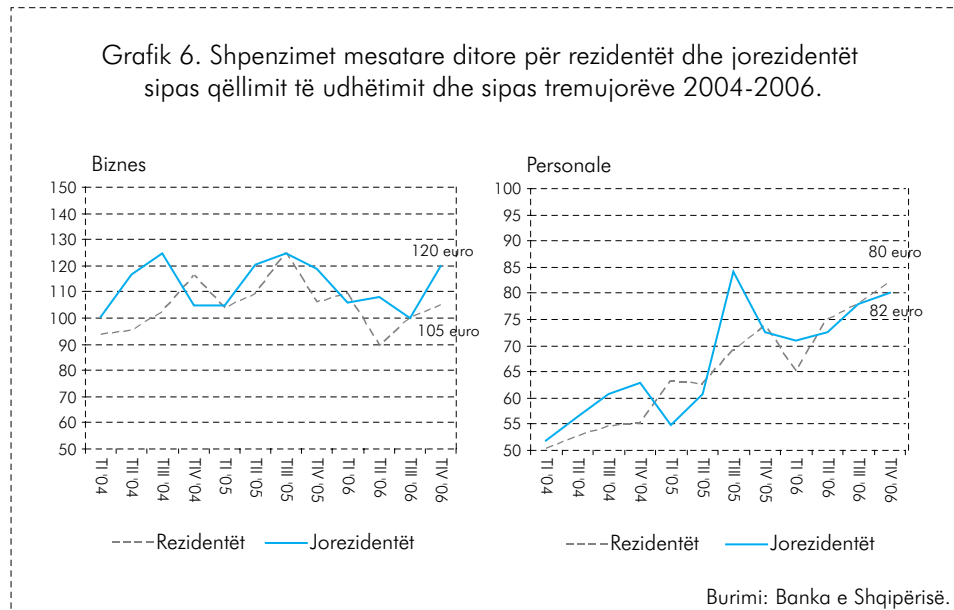 Grafik 6. Shpenzimet mesatare ditore për rezidentët dhe jorezidentët
sipas qëllimit të udhëtimit dhe sipas tremujorëve 2004-2006.
Biznes
150
140
130
120
110
100
90
80
70
60
50
120 euro
105 euro
TI '04
TII '04
TIII '04
TIV '04
TI '05
TII '05
TIII '05
TIV '05
TI '06
TII '06
TIII '06
TIV '06
Rezidentët Jorezidentët
Personale
100
95
90
85
80
75
70
65
60
55
50
80 euro
82 euro
TI '04
TII '04
TIII '04
TIV '04
TI '05
TII '05
TIII '05
TIV '05
TI '06
TII '06
TIII '06
TIV '06
Rezidentët Jorezidentët
Burimi: Banka e Shqipërisë.